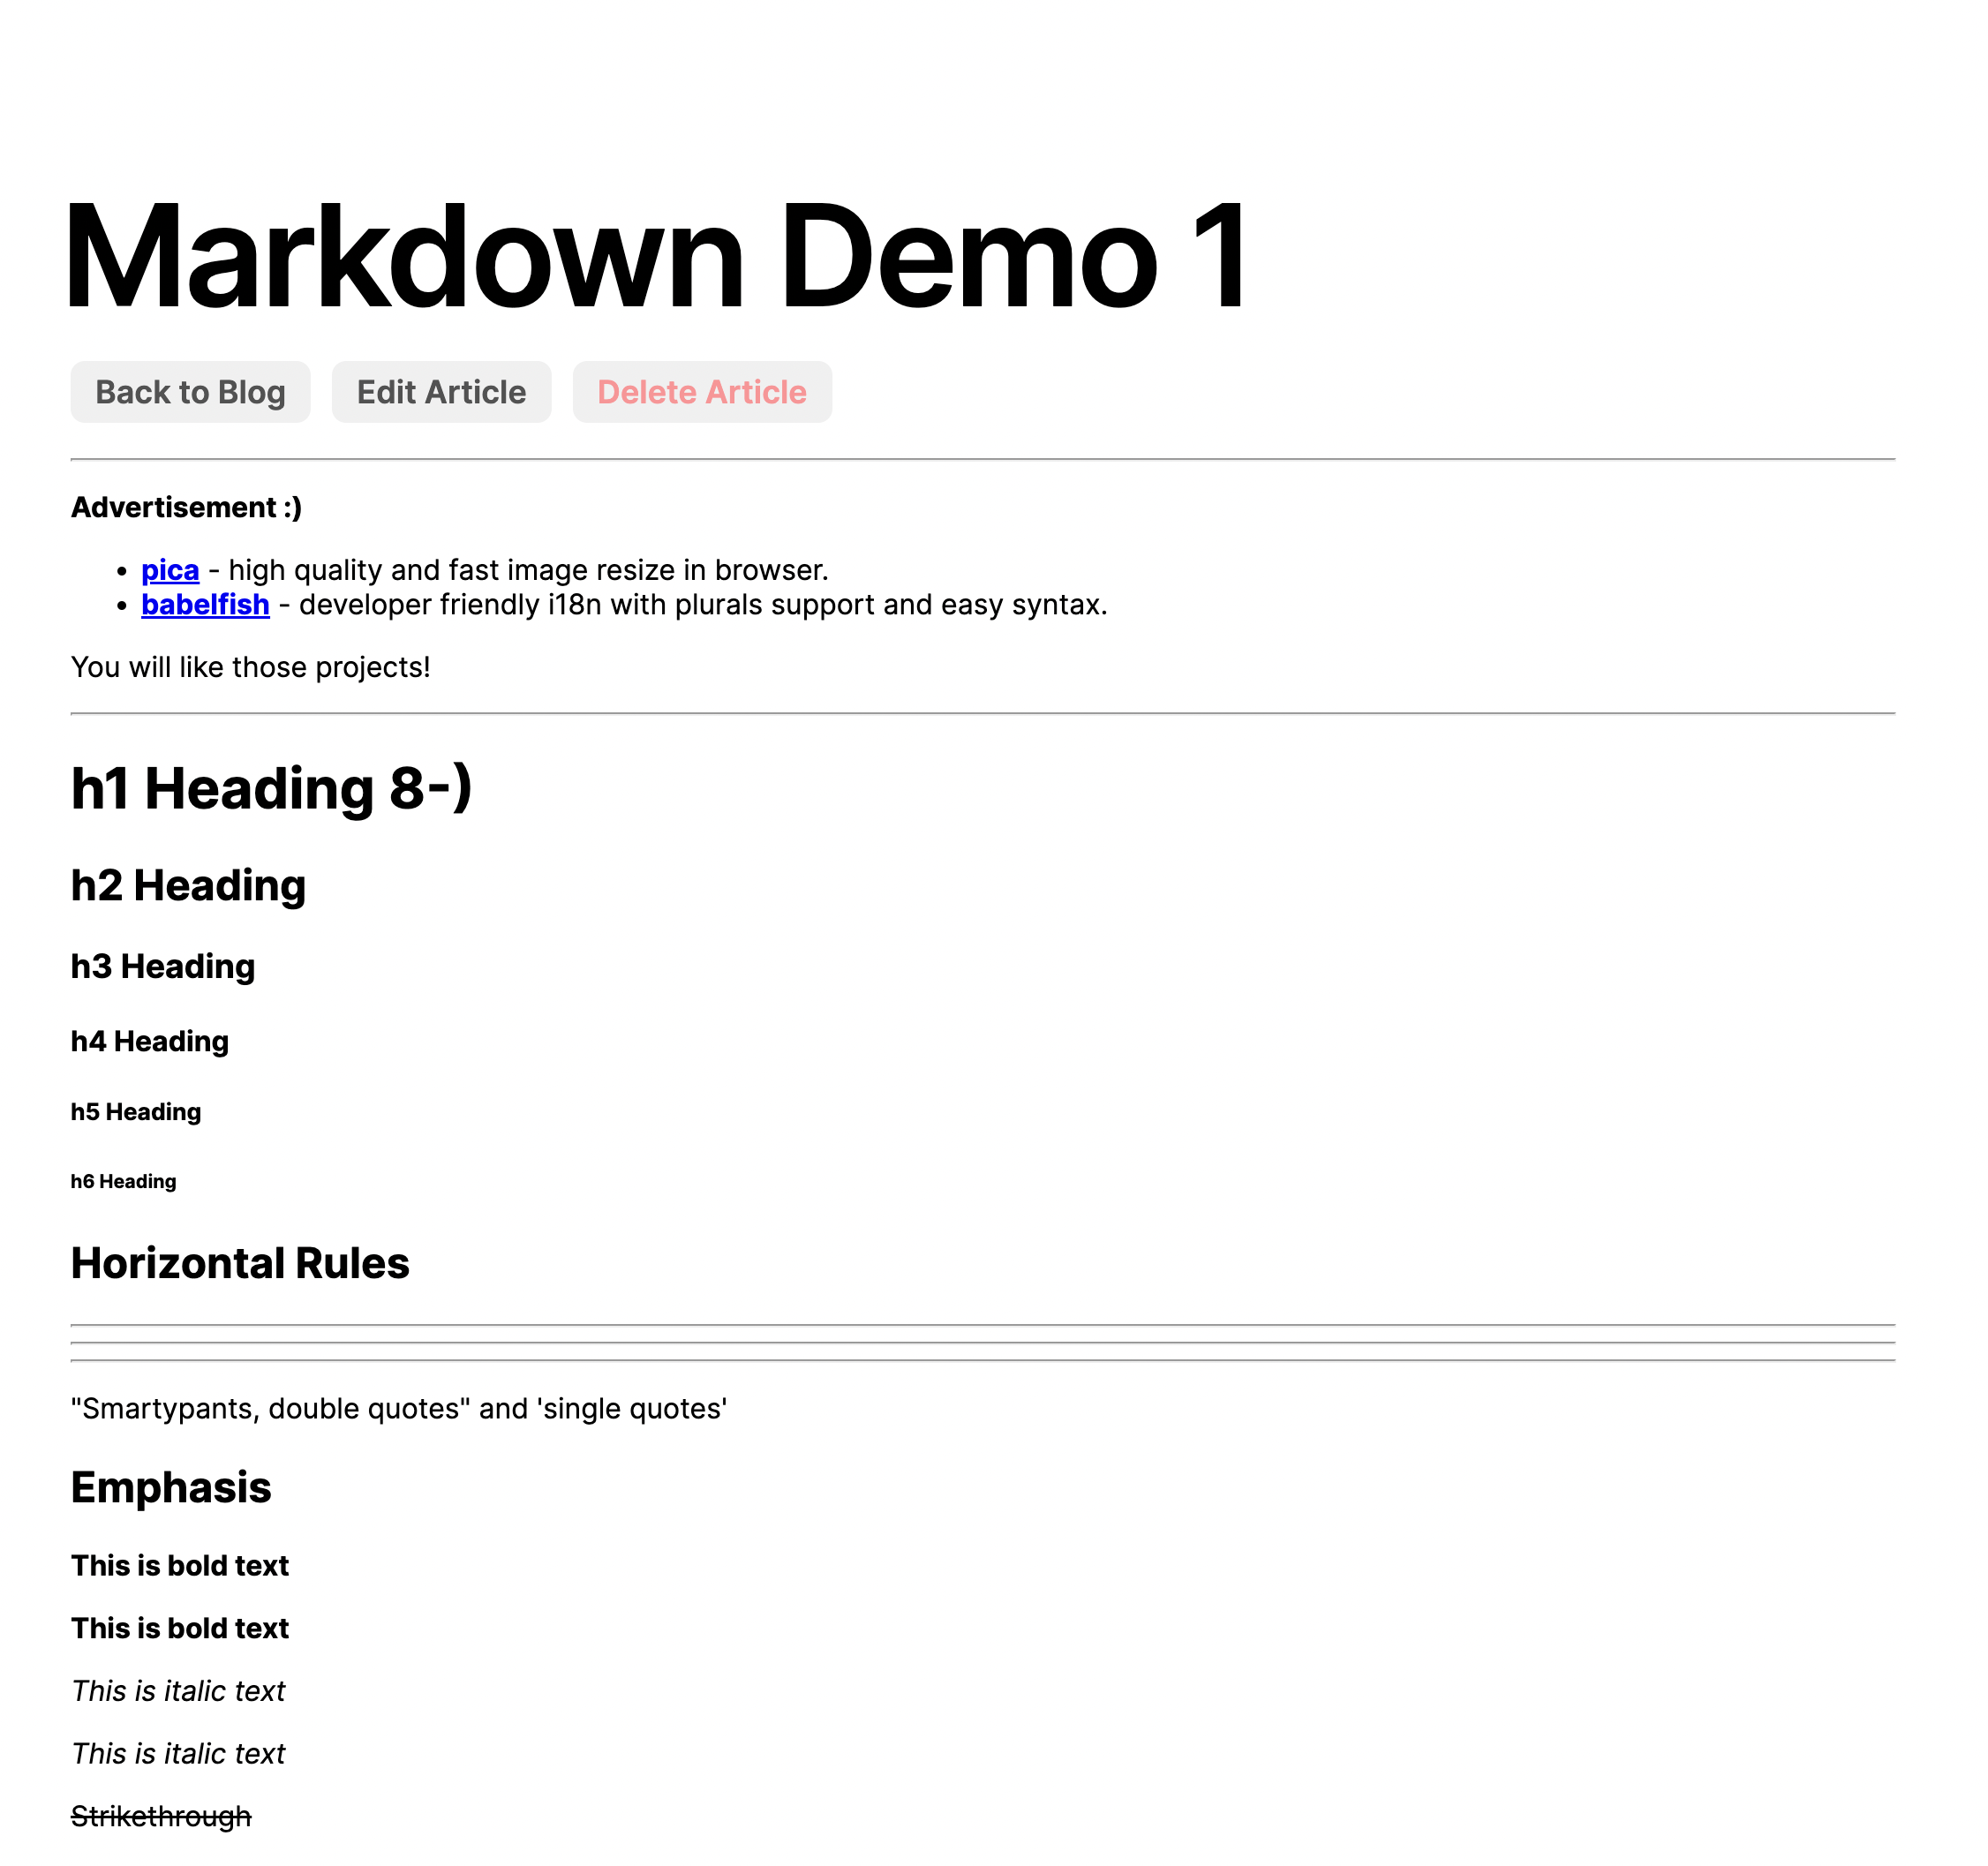 Markdown Demo 1
Back to Blog Edit Article Delete Article
Advertisement :)
• pica - high quality and fast image resize in browser.
• babelfish - developer friendly i18n with plurals support and easy syntax.
You will like those projects!
h1 Heading 8-)
h2 Heading
h3 Heading
h4 Heading
h5 Heading
h6 Heading
Horizontal Rules
"Smartypants, double quotes" and 'single quotes'
Emphasis
This is bold text
This is bold text
This is italic text
This is italic text
Strikethrough